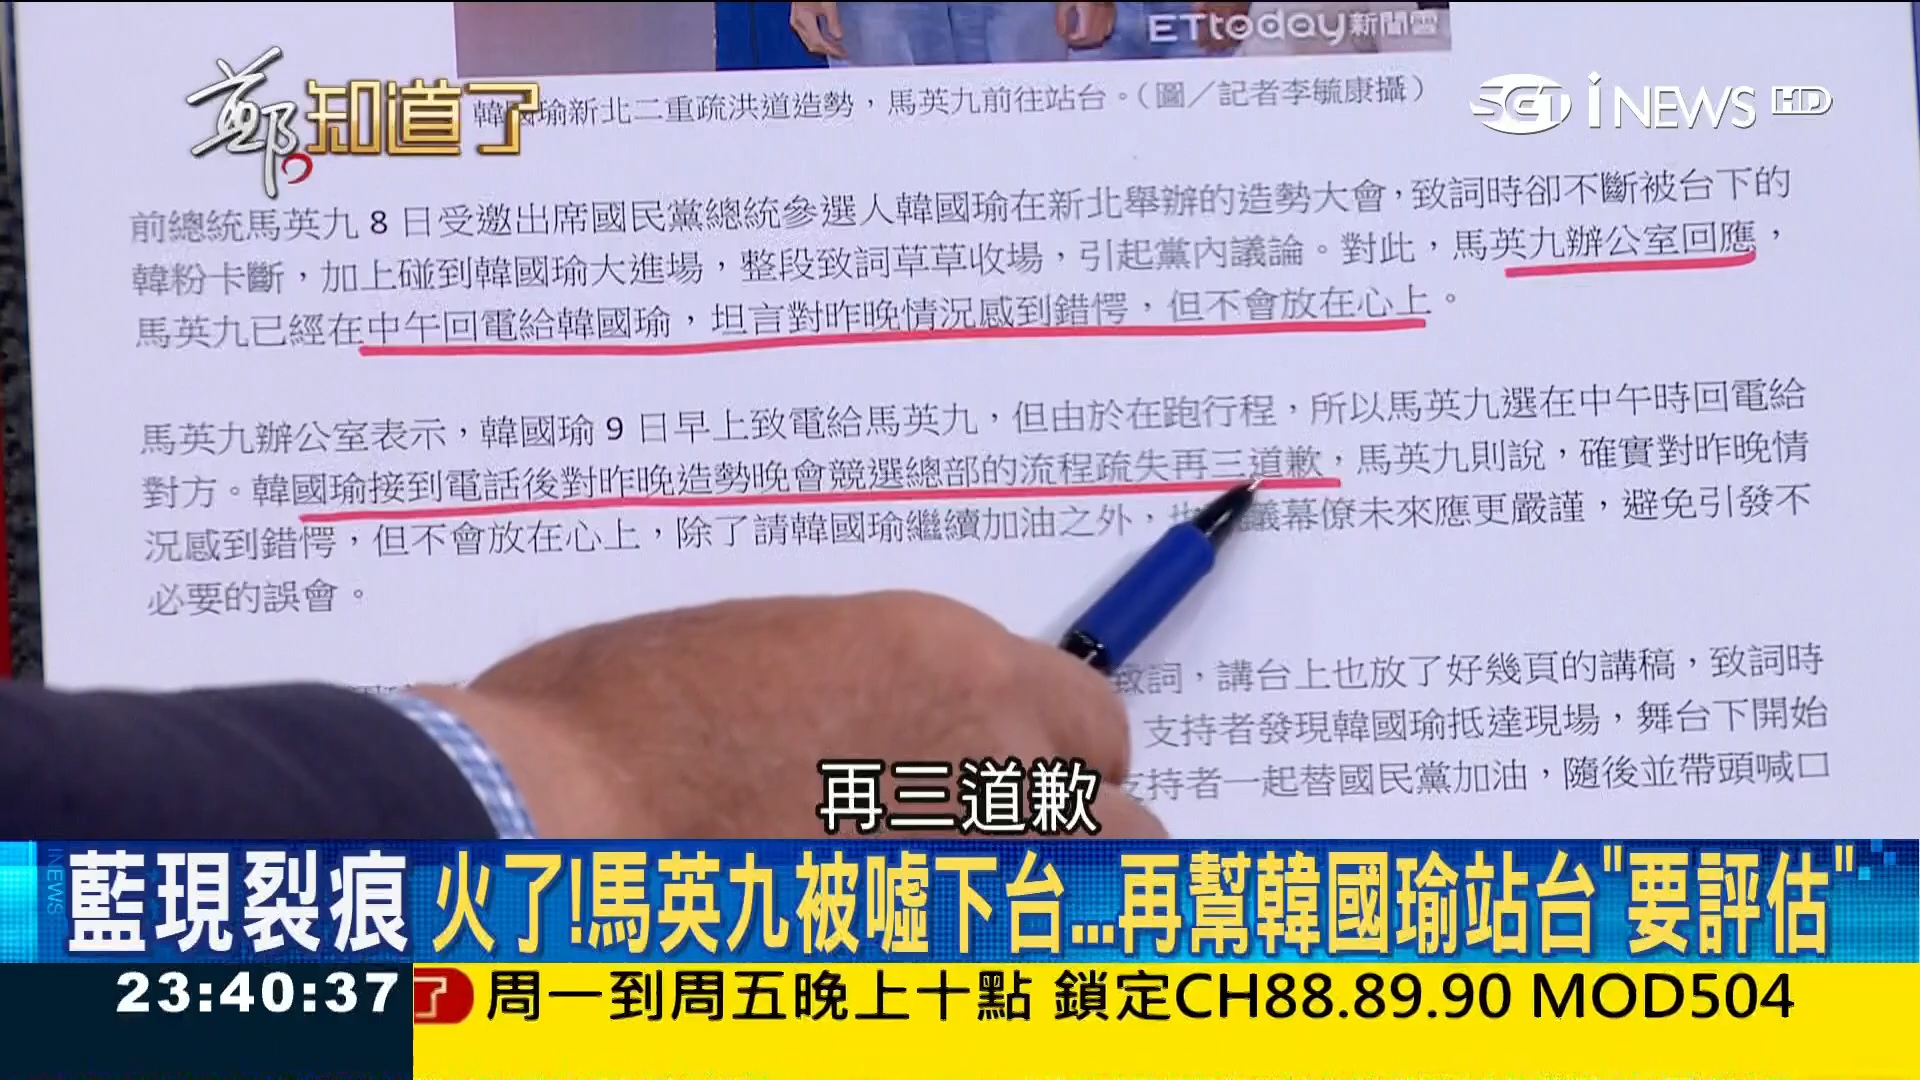 ETtoday新聞雲
鄭知道了
SET iNEWS HD
韓國瑜新北二重疏洪道造勢，馬英九前往站台。（圖／記者李毓康攝）
前總統馬英九8日受邀出席國民黨總統參選人韓國瑜在新北舉辦的造勢大會，致詞時卻不斷被台下的
韓粉卡斷，加上碰到韓國瑜大進場，整段致詞草草收場，引起黨內議論。對此，馬英九辦公室回應，
馬英九已經在中午回電給韓國瑜，坦言對昨晚情況感到錯愕，但不會放在心上。
馬英九辦公室表示，韓國瑜9日早上致電給馬英九，但由於在跑行程，所以馬英九選在中午時回電給
對方。韓國瑜接到電話後對昨晚造勢晚會競選總部的流程疏失再三道歉，馬英九則說，確實對昨晚情
況感到錯愕，但不會放在心上，除了請韓國瑜繼續加油之外，也 議幕僚未來應更嚴謹，避免引發不
必要的誤會。
致詞，講台上也放了好幾頁的講稿，致詞時
支持者發現韓國瑜抵達現場，舞台下開始
支持者一起替國民黨加油，隨後並帶頭喊口
再三道歉
iNEWS 藍現裂痕 火了!馬英九被噓下台...再幫韓國瑜站台"要評估"
23:40:37 了 周一到周五晚上十點 鎖定CH88.89.90 MOD504